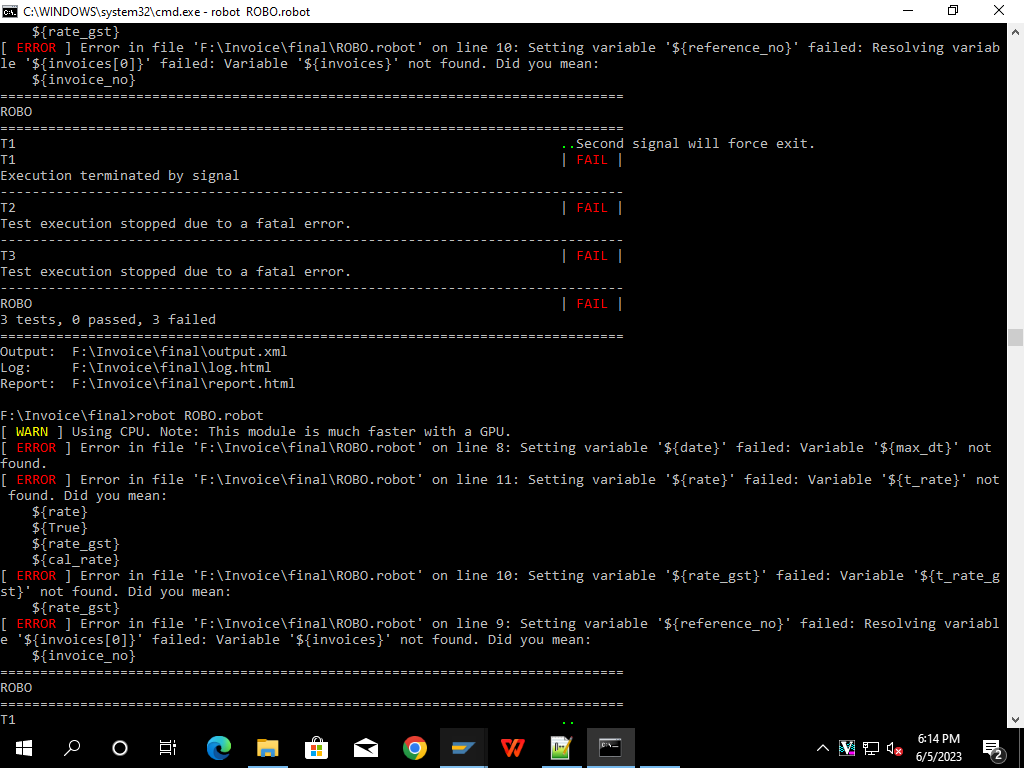 C:\WINDOWS\system32\cmd.exe - robot  ROBO.robot
${rate_gst}
[ ERROR ] Error in file 'F:\Invoice\final\ROBO.robot' on line 10: Setting variable '${reference_no}' failed: Resolving variab
le '${invoices[0]}' failed: Variable '${invoices}' not found. Did you mean:
${invoice_no}
==============================================================================
ROBO
==============================================================================
T1 ..Second signal will force exit.
T1 | FAIL |
Execution terminated by signal
------------------------------------------------------------------------------
T2 | FAIL |
Test execution stopped due to a fatal error.
------------------------------------------------------------------------------
T3 | FAIL |
Test execution stopped due to a fatal error.
------------------------------------------------------------------------------
ROBO | FAIL |
3 tests, 0 passed, 3 failed
==============================================================================
Output:  F:\Invoice\final\output.xml
Log:     F:\Invoice\final\log.html
Report:  F:\Invoice\final\report.html
F:\Invoice\final>robot ROBO.robot
[ WARN ] Using CPU. Note: This module is much faster with a GPU.
[ ERROR ] Error in file 'F:\Invoice\final\ROBO.robot' on line 8: Setting variable '${date}' failed: Variable '${max_dt}' not
found.
[ ERROR ] Error in file 'F:\Invoice\final\ROBO.robot' on line 11: Setting variable '${rate}' failed: Variable '${t_rate}' not
found. Did you mean:
${rate}
${True}
${rate_gst}
${cal_rate}
[ ERROR ] Error in file 'F:\Invoice\final\ROBO.robot' on line 10: Setting variable '${rate_gst}' failed: Variable '${t_rate_g
st}' not found. Did you mean:
${rate_gst}
[ ERROR ] Error in file 'F:\Invoice\final\ROBO.robot' on line 9: Setting variable '${reference_no}' failed: Resolving variabl
e '${invoices[0]}' failed: Variable '${invoices}' not found. Did you mean:
${invoice_no}
==============================================================================
ROBO
==============================================================================
T1 ..
6:14 PM
6/5/2023
2